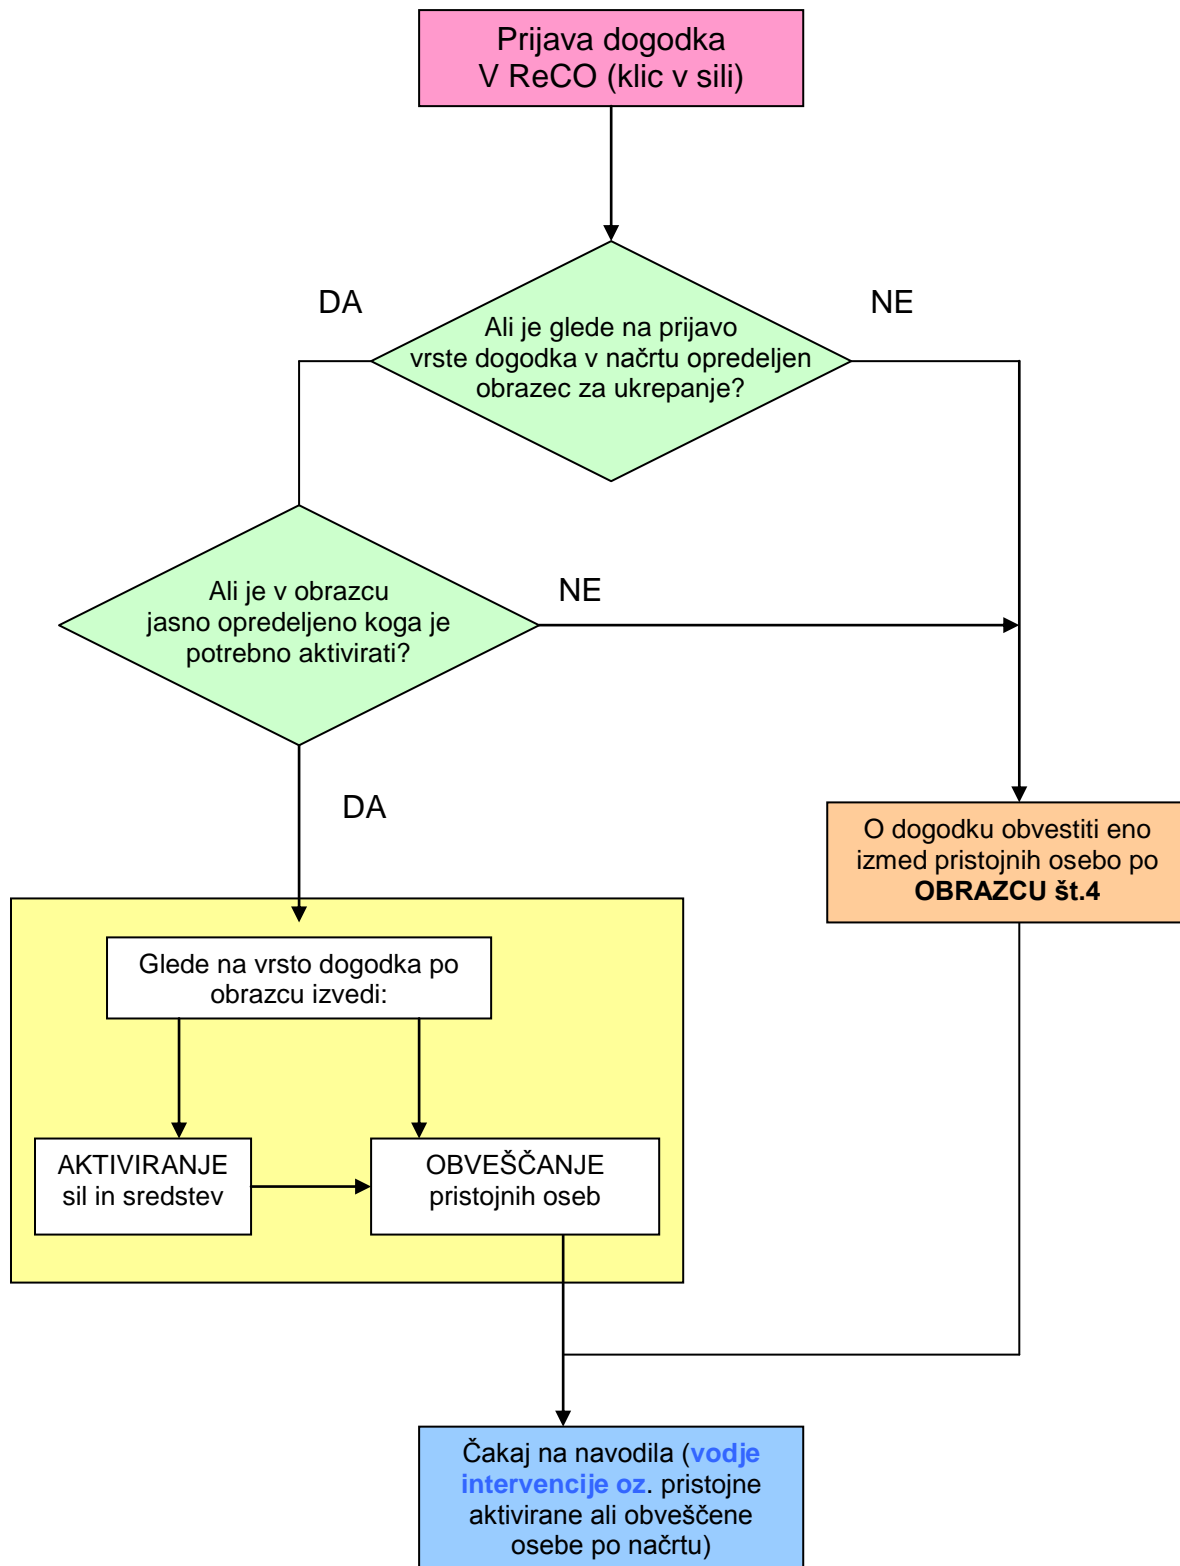 Prijava dogodka
V ReCO (klic v sili)
DA
NE
Ali je glede na prijavo
vrste dogodka v načrtu opredeljen
obrazec za ukrepanje?
Ali je v obrazcu
jasno opredeljeno koga je
potrebno aktivirati?
NE
DA
O dogodku obvestiti eno
izmed pristojnih osebo po
OBRAZCU št.4
Glede na vrsto dogodka po
obrazcu izvedi:
AKTIVIRANJE
sil in sredstev
OBVEŠČANJE
pristojnih oseb
Čakaj na navodila (vodje
intervencije oz. pristojne
aktivirane ali obveščene
osebe po načrtu)